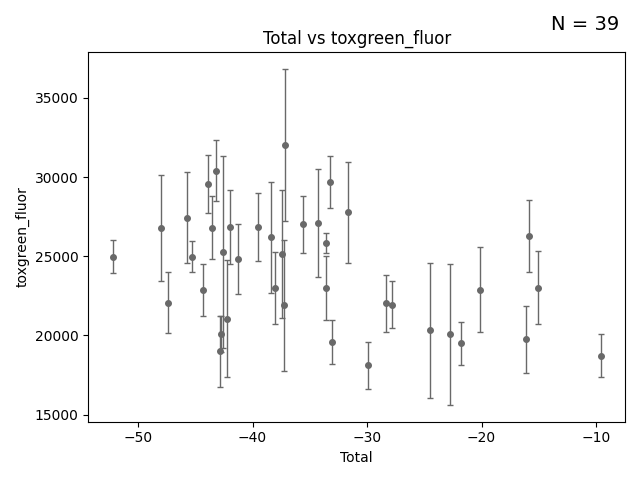 N = 39
Total vs toxgreen_fluor
35000
30000
25000
20000
15000
toxgreen_fluor
−50 −40 −30 −20 −10
Total